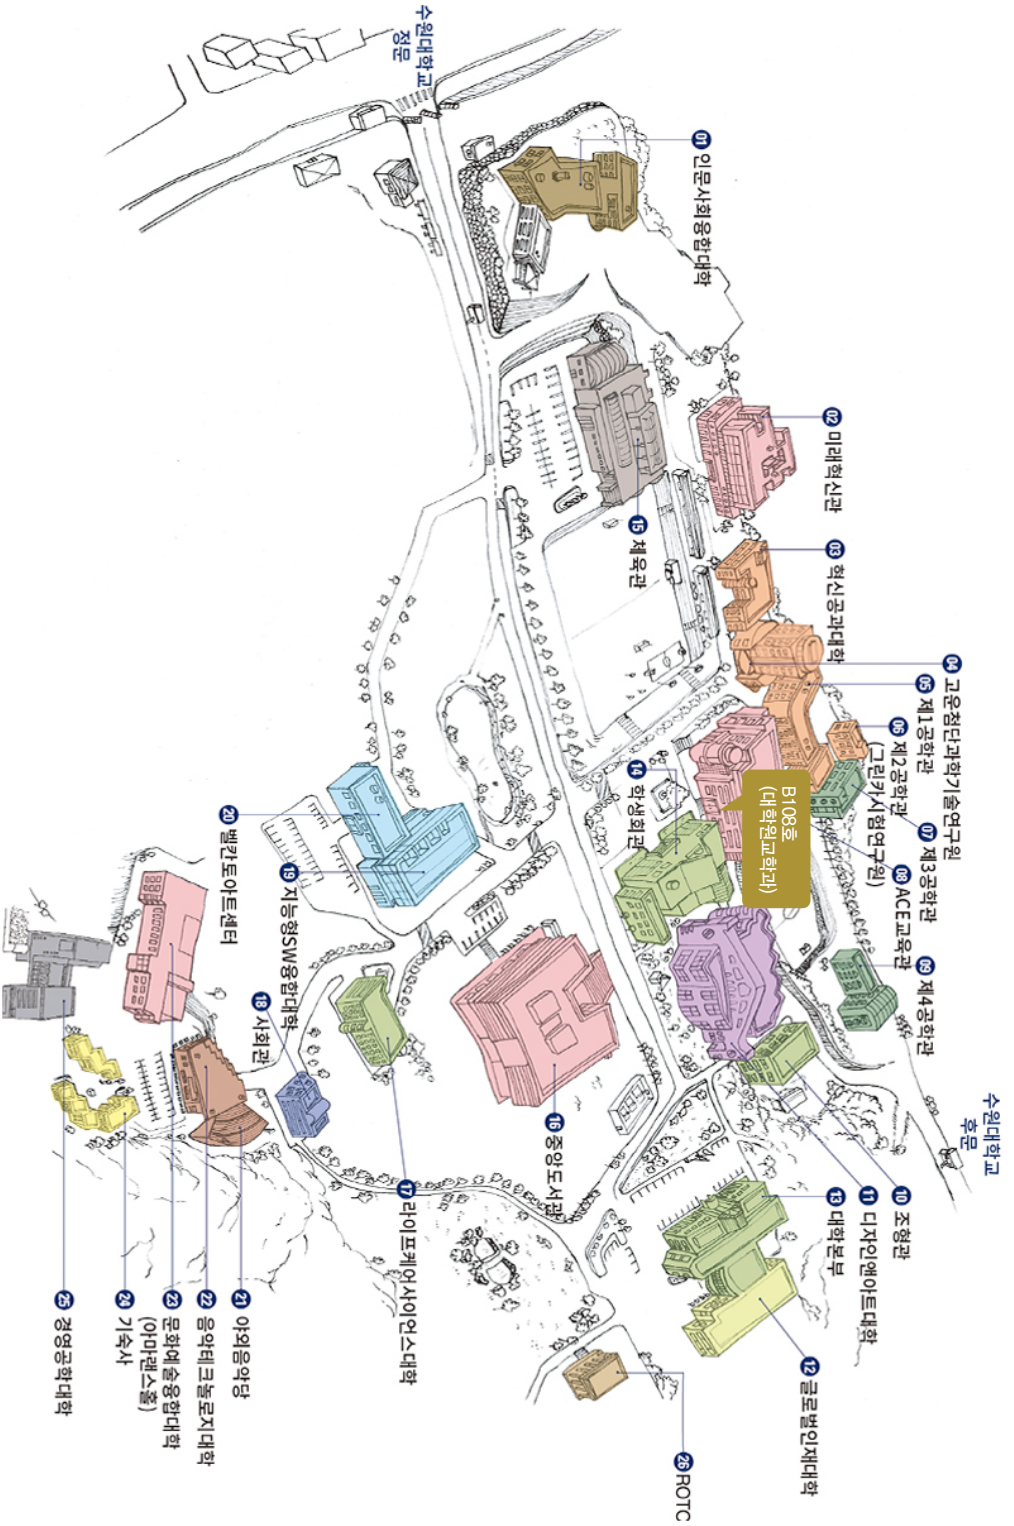 수원대학교
정문
01 인문사회융합대학
02 미래혁신관
03 혁신공과대학
04 고운첨단과학기술연구원
05 제1공학관
06 제2공학관
(그린카시험연구원)
07 제3공학관
08 ACE교육관
09 제4공학관
수원대학교
후문
10 조형관
11 디자인앤아트대학
13 대학본부
12 글로벌인재대학
B108호
(대학원교학과)
14 학생회관
15 체육관
16 중앙도서관
17 라이프케어사이언스대학
18 사회관
19 지능형SW융합대학
20 벨칸토아트센터
21 야외음악당
22 음악테크놀로지대학
23 문화예술융합대학
(아마랜스홀)
24 기숙사
25 경영공학대학
26 ROTC